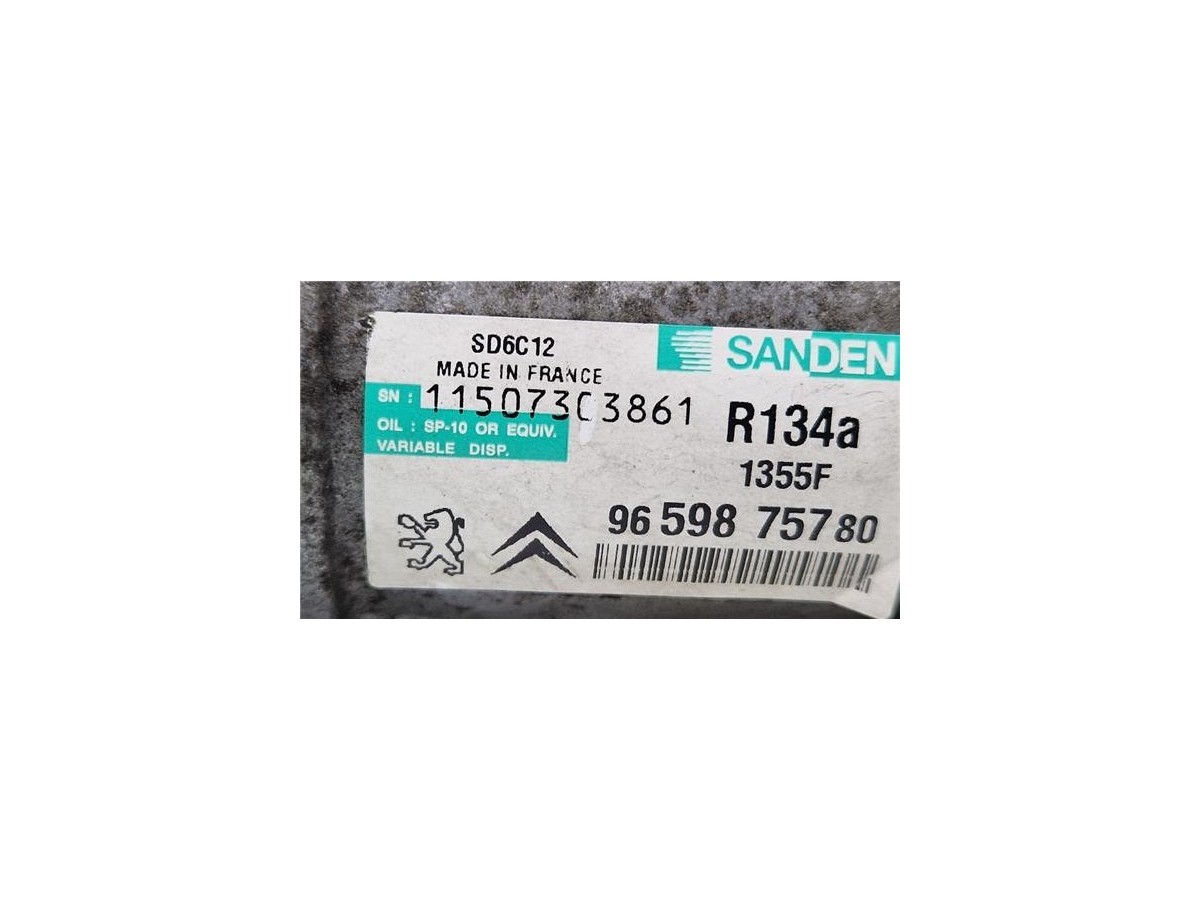 SD6C12
MADE IN FRANCE
SANDEN
SN : 115073C3861
OIL : SP-10 OR EQUIV.
VARIABLE DISP.
R134a
1355F
96 598 757 80